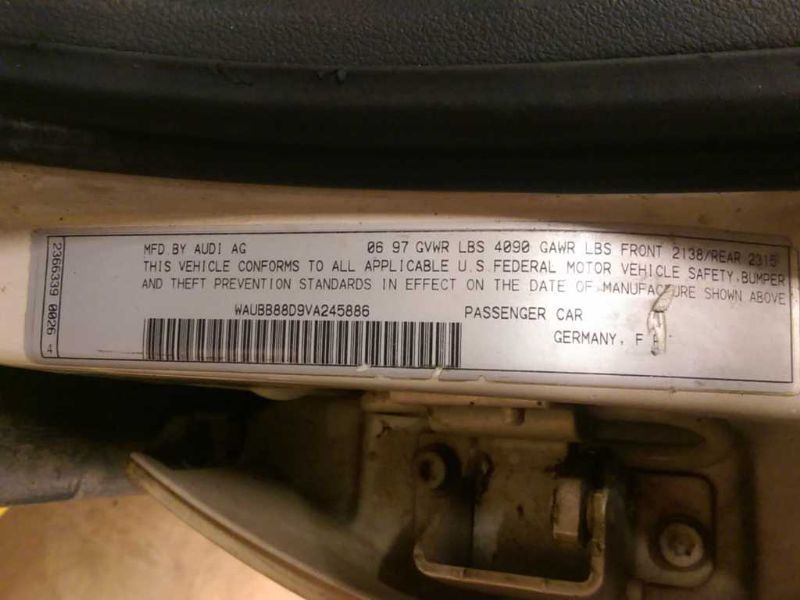 MFD.BY AUDI AG 06 97 GVWR LBS 4090 GAWR LBS FRONT 2138/REAR 2315
THIS VEHICLE CONFORMS TO ALL APPLICABLE U.S.FEDERAL MOTOR VEHICLE SAFETY,BUMPER
AND THEFT PREVENTION STANDARDS IN EFFECT ON THE DATE OF MANUFACTURE SHOWN ABOVE
WAUBB88D9VA245886 PASSENGER CAR
GERMANY, F
2366339 0026 4